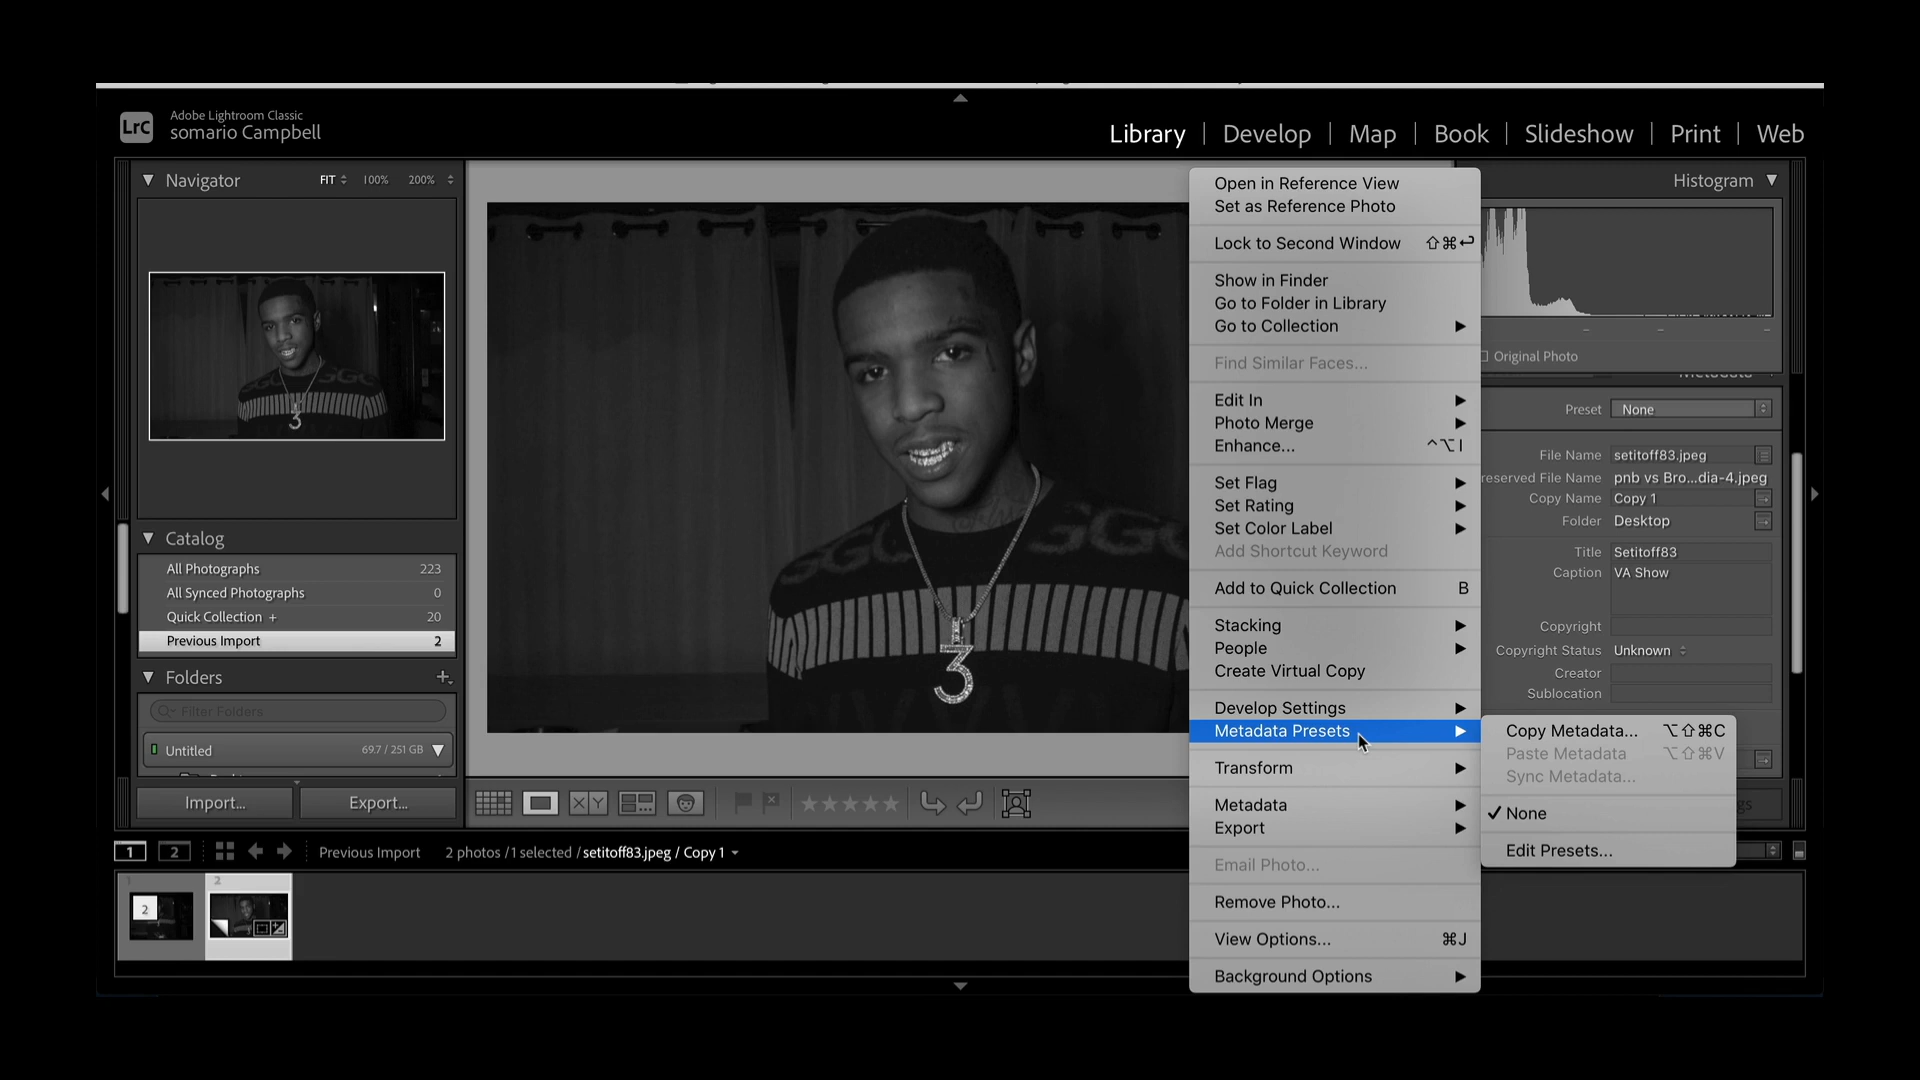 Adobe Lightroom Classic
LrC
somario Campbell
Library | Develop | Map | Book | Slideshow | Print | Web
Navigator
FIT
100%
200%
Catalog
All Photographs 223
All Synced Photographs 0
Quick Collection + 20
Previous Import 2
Folders
Filter Folders
Untitled 69.7 / 251 GB
Import...
Export...
3
Open in Reference View
Set as Reference Photo
Lock to Second Window ⇧⌘↩
Show in Finder
Go to Folder in Library
Go to Collection
Find Similar Faces...
Edit In
Photo Merge
Enhance... ^⌥I
Set Flag
Set Rating
Set Color Label
Add Shortcut Keyword
Add to Quick Collection B
Stacking
People
Create Virtual Copy
Develop Settings
Metadata Presets
Transform
Metadata
Export
Email Photo...
Remove Photo...
View Options... ⌘J
Background Options
Copy Metadata... ⌥⇧⌘C
Paste Metadata ⌥⇧⌘V
Sync Metadata...
✓ None
Edit Presets...
Histogram
Original Photo
Metadata
Preset None
File Name setitoff83.jpeg
reserved File Name pnb vs Bro...dia-4.jpeg
Copy Name Copy 1
Folder Desktop
Title Setitoff83
Caption VA Show
Copyright
Copyright Status Unknown
Creator
Sublocation
gs
X Y
1
2
Previous Import
2 photos / 1 selected / setitoff83.jpeg / Copy 1
1
2
2